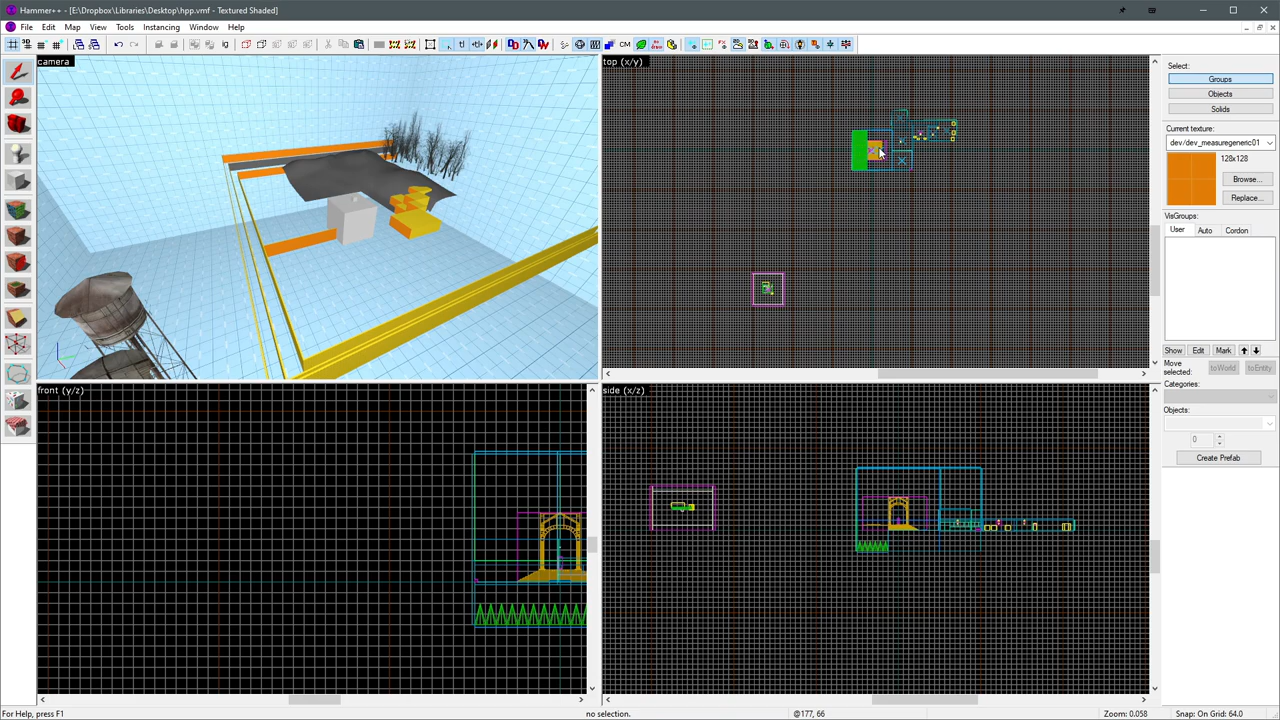 Hammer++ - [E:\Dropbox\Libraries\Desktop\hpp.vmf - Textured Shaded]
File Edit Map View Tools Instancing Window Help
camera
top (x/y)
front (y/z)
side (x/z)
Select:
Groups
Objects
Solids
Current texture:
dev/dev_measuregeneric01
128x128
Browse...
Replace...
VisGroups:
User Auto Cordon
Show Edit Mark
Move selected:
toWorld toEntity
Categories:
Objects:
0
Create Prefab
For Help, press F1 no selection. @177, 66 Zoom: 0.058 Snap: On Grid: 64.0